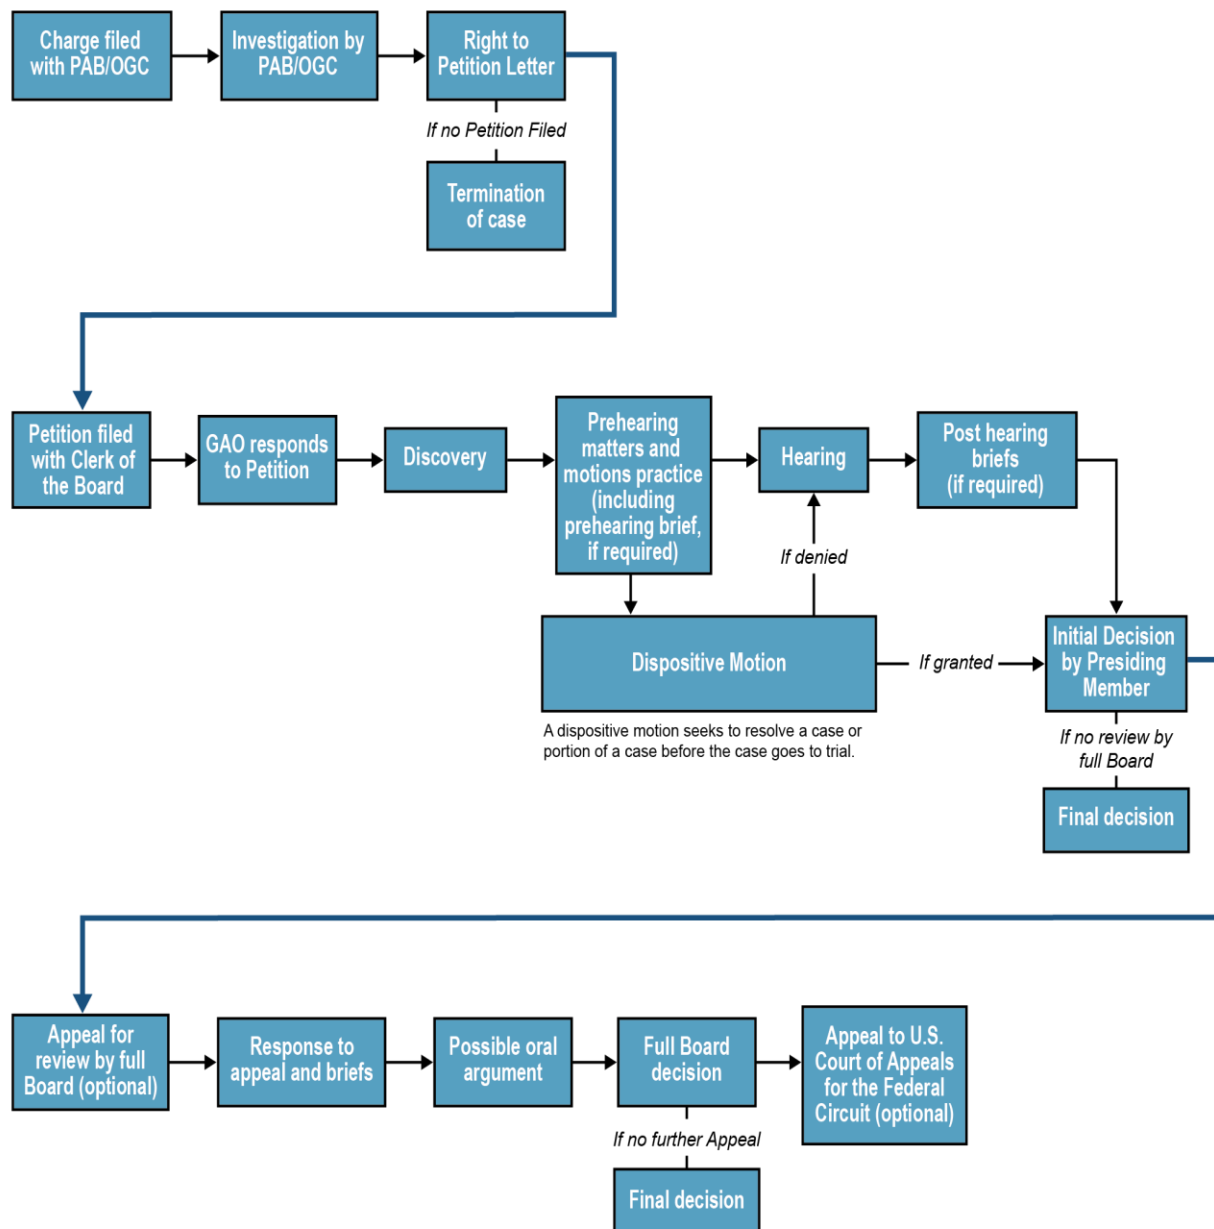 Charge filed
with PAB/OGC
Investigation by
PAB/OGC
Right to
Petition Letter
If no Petition Filed
Termination
of case
Petition filed
with Clerk of
the Board
GAO responds
to Petition
Discovery
Prehearing
matters and
motions practice
(including
prehearing brief,
if required)
Hearing
Post hearing
briefs
(if required)
If denied
Dispositive Motion
If granted
Initial Decision
by Presiding
Member
A dispositive motion seeks to resolve a case or
portion of a case before the case goes to trial.
If no review by
full Board
Final decision
Appeal for
review by full
Board (optional)
Response to
appeal and briefs
Possible oral
argument
Full Board
decision
Appeal to U.S.
Court of Appeals
for the Federal
Circuit (optional)
If no further Appeal
Final decision